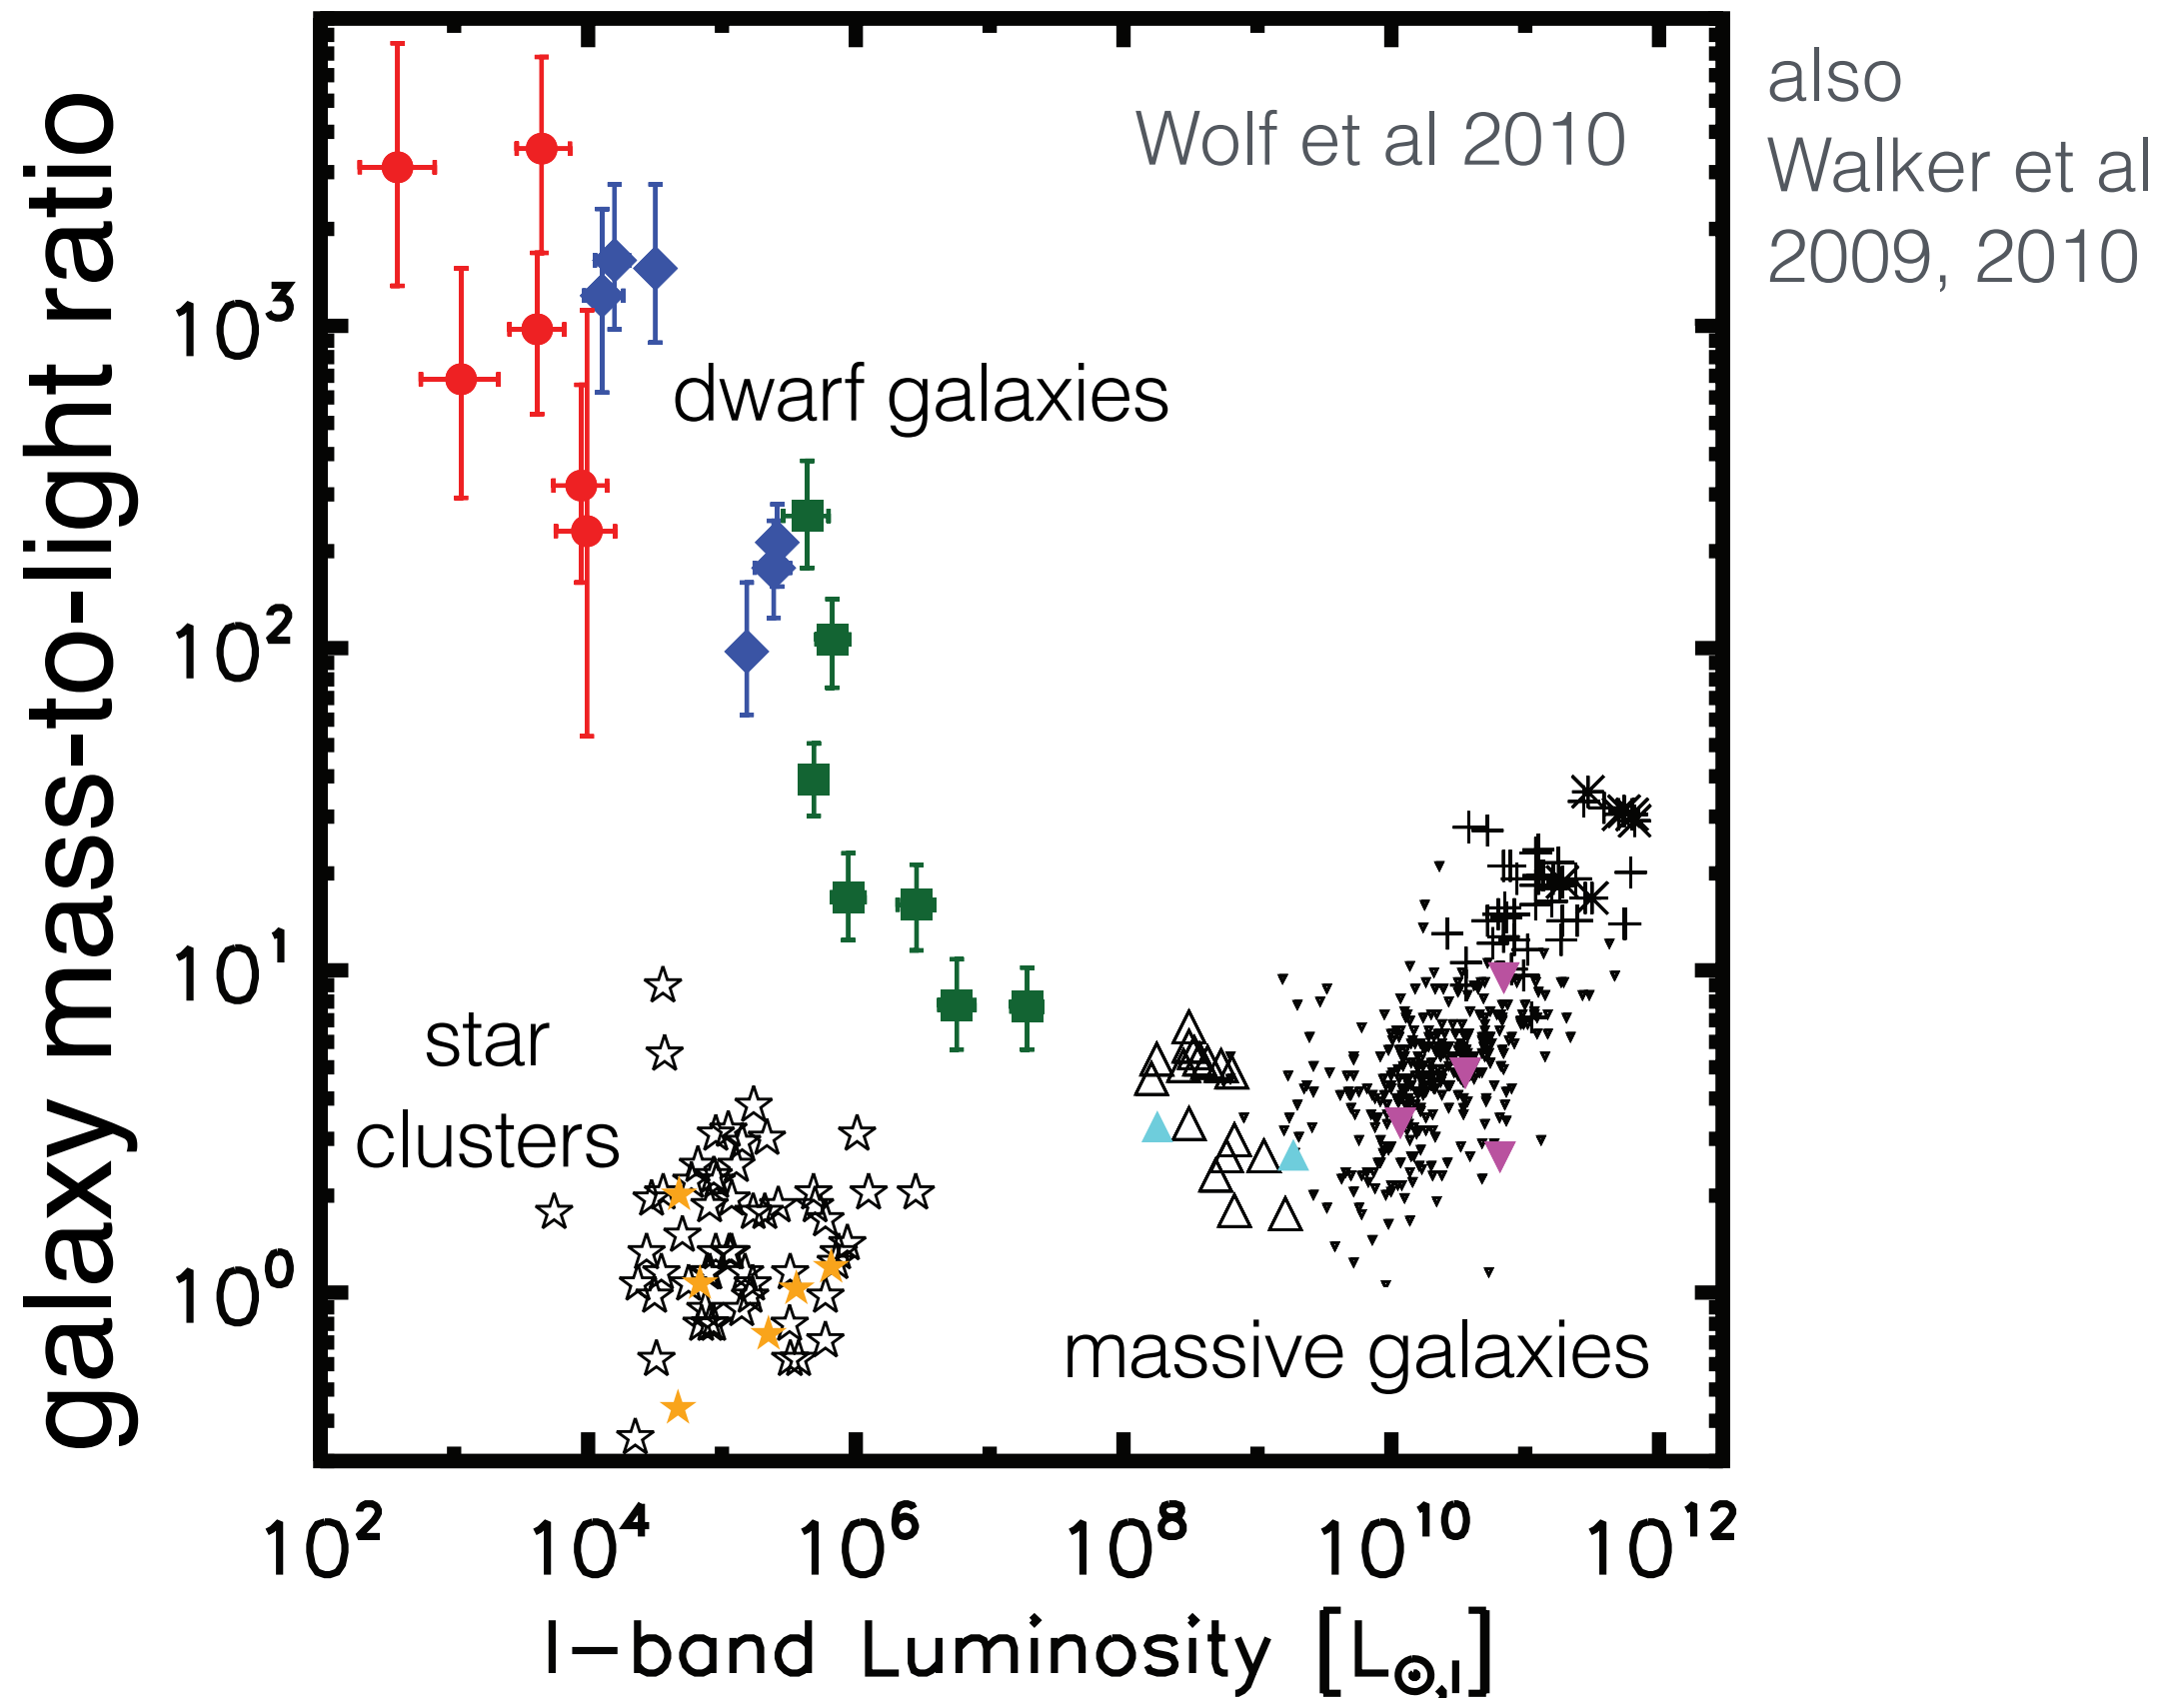 galaxy mass-to-light ratio
Wolf et al 2010
also
Walker et al
2009, 2010
10³
dwarf galaxies
10²
10¹
star
clusters
10⁰
massive galaxies
10² 10⁴ 10⁶ 10⁸ 10¹⁰ 10¹²
I-band Luminosity [L⊙,I]